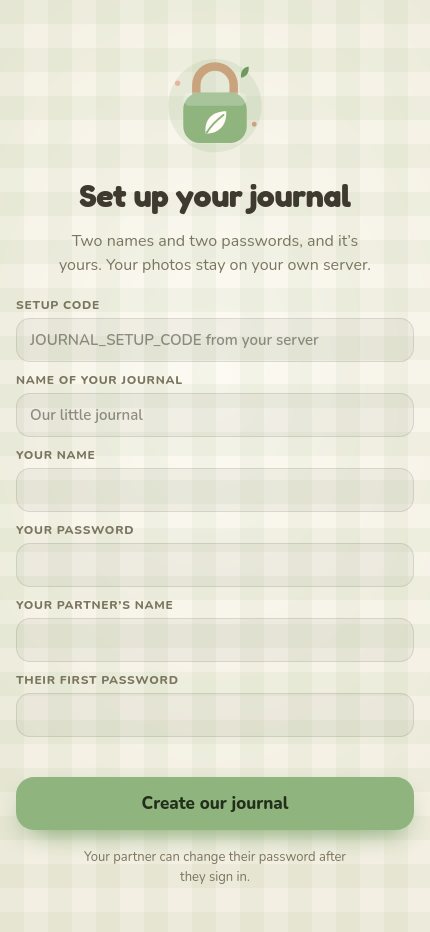 Set up your journal
Two names and two passwords, and it’s
yours. Your photos stay on your own server.
SETUP CODE
JOURNAL_SETUP_CODE from your server
NAME OF YOUR JOURNAL
Our little journal
YOUR NAME
YOUR PASSWORD
YOUR PARTNER’S NAME
THEIR FIRST PASSWORD
Create our journal
Your partner can change their password after
they sign in.